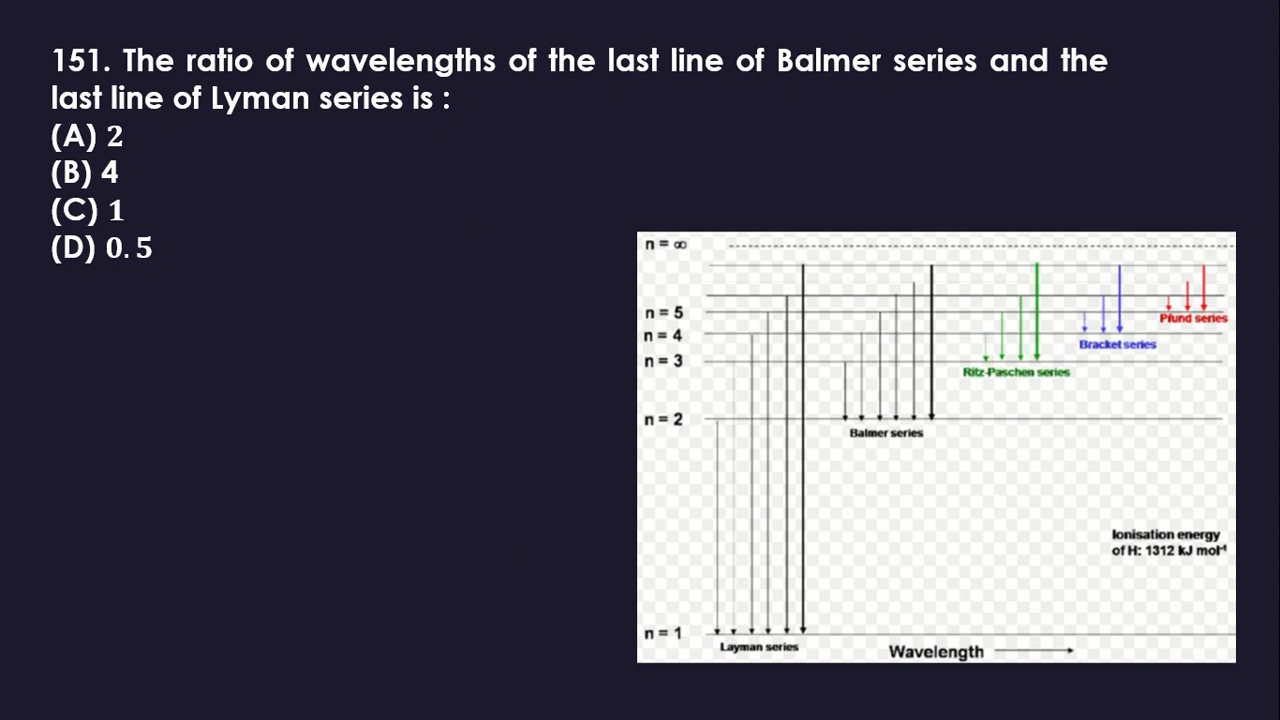 151. The ratio of wavelengths of the last line of Balmer series and the
last line of Lyman series is :
(A) 2
(B) 4
(C) 1
(D) 0.5
n = ∞
n = 5
n = 4
n = 3
n = 2
n = 1
Pfund series
Bracket series
Ritz-Paschen series
Balmer series
Ionisation energy
of H: 1312 kJ mol⁻¹
Layman series
Wavelength